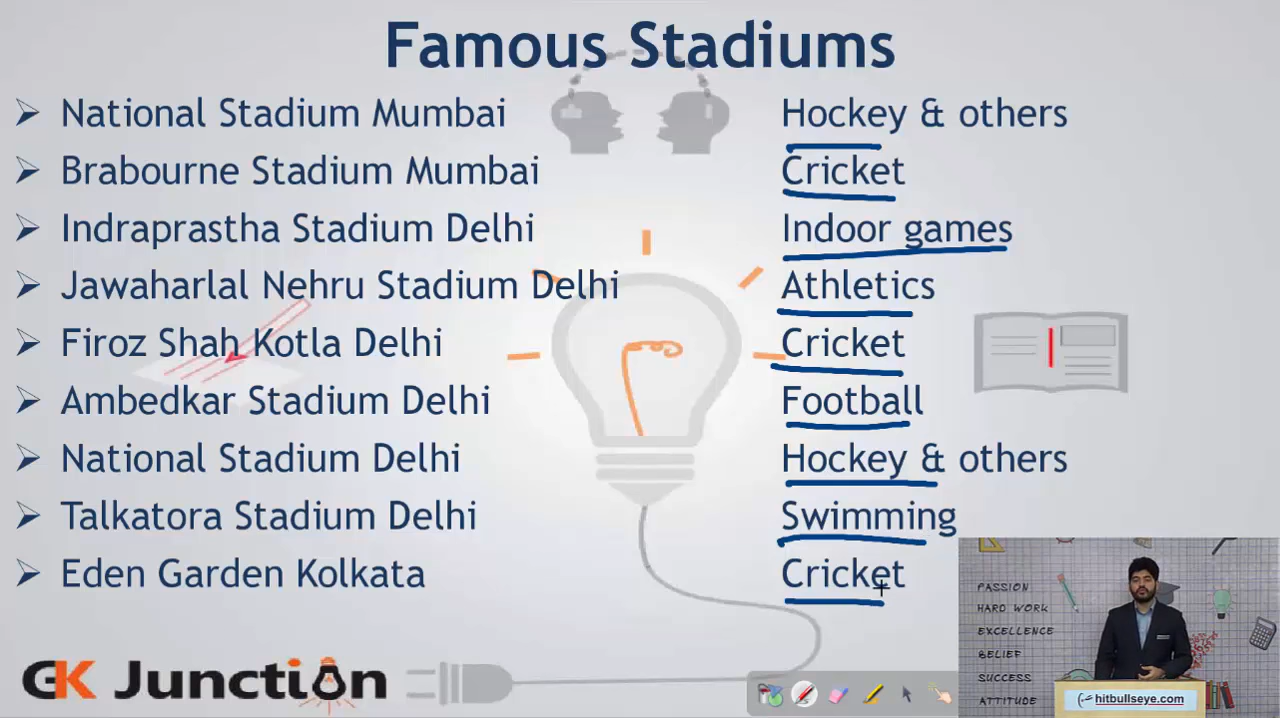 Famous Stadiums
➢ National Stadium Mumbai Hockey & others
➢ Brabourne Stadium Mumbai Cricket
➢ Indraprastha Stadium Delhi Indoor games
➢ Jawaharlal Nehru Stadium Delhi Athletics
➢ Firoz Shah Kotla Delhi Cricket
➢ Ambedkar Stadium Delhi Football
➢ National Stadium Delhi Hockey & others
➢ Talkatora Stadium Delhi Swimming
➢ Eden Garden Kolkata Cricket
GK Junction
PASSION
HARD WORK
EXCELLENCE
BELIEF
SUCCESS
ATTITUDE
hitbullseye.com